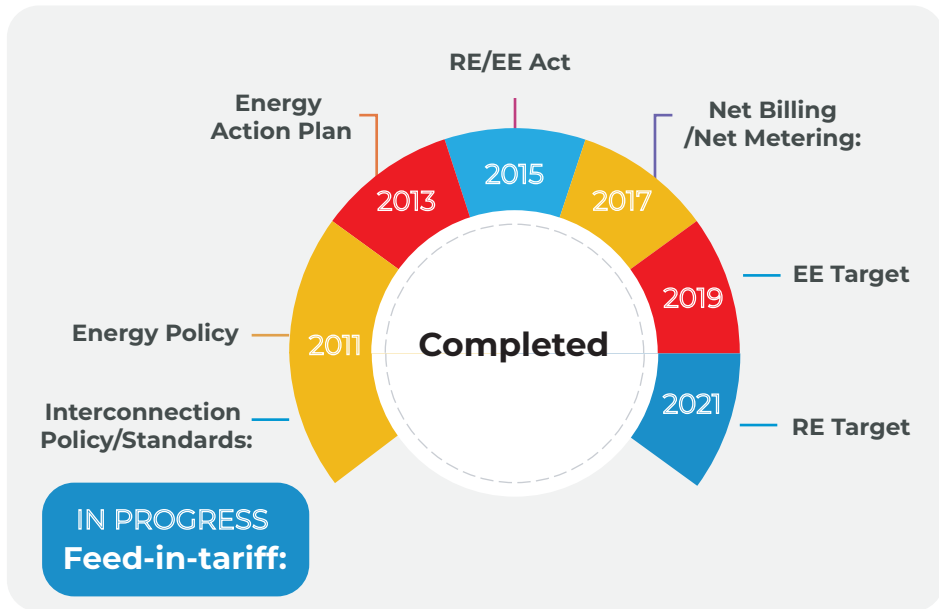 RE/EE Act
Energy
Action Plan
Net Billing
/Net Metering:
2015
2013
2017
EE Target
2019
Energy Policy
2011
Completed
2021
Interconnection
Policy/Standards:
RE Target
IN PROGRESS
Feed-in-tariff: